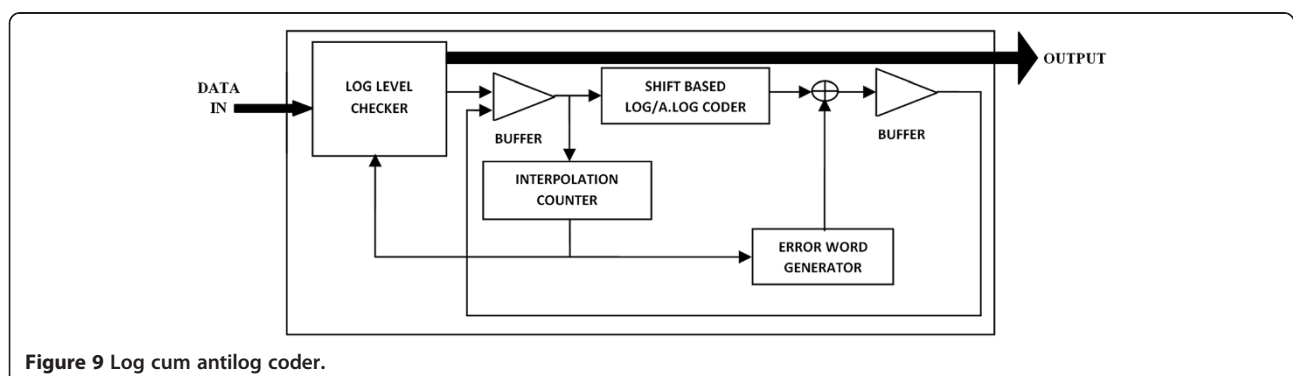 DATA
IN
LOG LEVEL
CHECKER
BUFFER
SHIFT BASED
LOG/A.LOG CODER
BUFFER
OUTPUT
INTERPOLATION
COUNTER
ERROR WORD
GENERATOR
Figure 9 Log cum antilog coder.